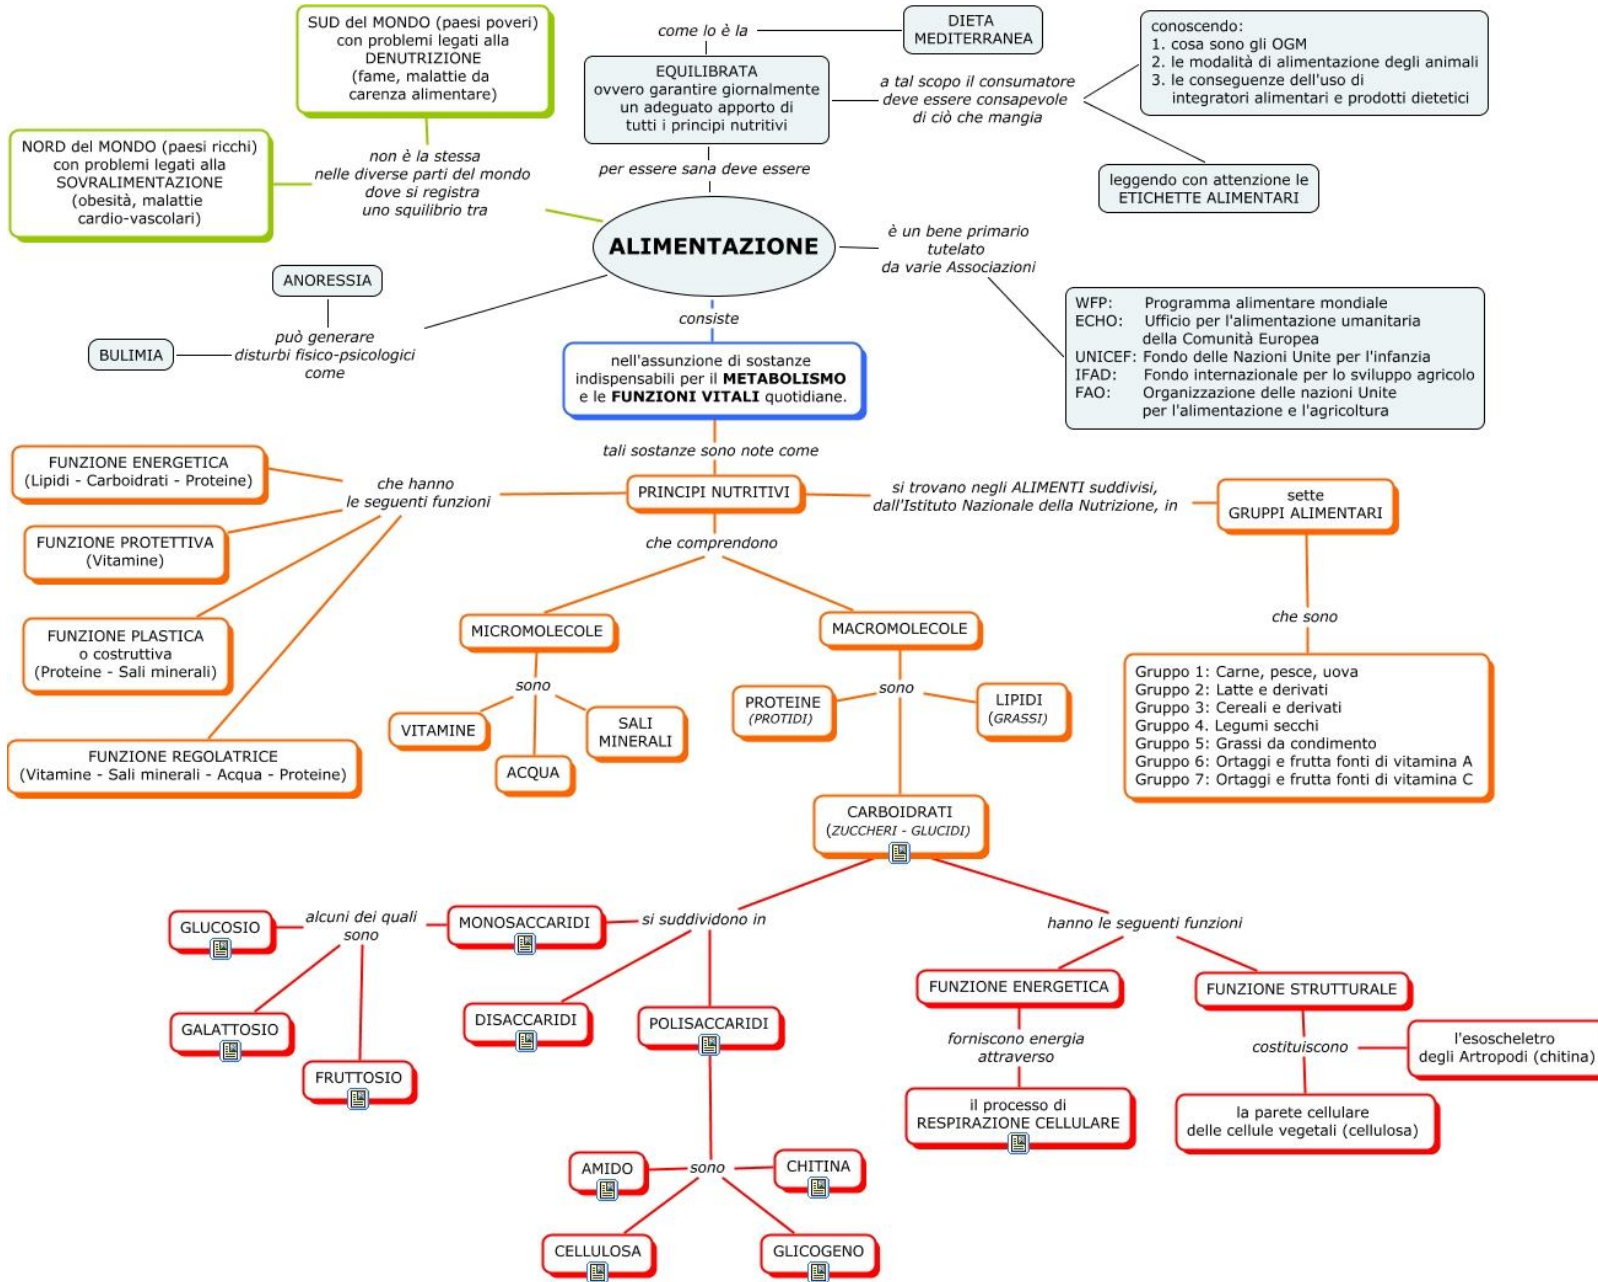 SUD del MONDO (paesi poveri)
con problemi legati alla
DENUTRIZIONE
(fame, malattie da
carenza alimentare)
come lo è la
DIETA
MEDITERRANEA
conoscendo:
1. cosa sono gli OGM
2. le modalità di alimentazione degli animali
3. le conseguenze dell'uso di
integratori alimentari e prodotti dietetici
EQUILIBRATA
ovvero garantire giornalmente
un adeguato apporto di
tutti i principi nutritivi
a tal scopo il consumatore
deve essere consapevole
di ciò che mangia
NORD del MONDO (paesi ricchi)
con problemi legati alla
SOVRALIMENTAZIONE
(obesità, malattie
cardio-vascolari)
non è la stessa
nelle diverse parti del mondo
dove si registra
uno squilibrio tra
per essere sana deve essere
leggendo con attenzione le
ETICHETTE ALIMENTARI
ALIMENTAZIONE
è un bene primario
tutelato
da varie Associazioni
ANORESSIA
BULIMIA
può generare
disturbi fisico-psicologici
come
consiste
WFP: Programma alimentare mondiale
ECHO: Ufficio per l'alimentazione umanitaria
della Comunità Europea
UNICEF: Fondo delle Nazioni Unite per l'infanzia
IFAD: Fondo internazionale per lo sviluppo agricolo
FAO: Organizzazione delle nazioni Unite
per l'alimentazione e l'agricoltura
nell'assunzione di sostanze
indispensabili per il METABOLISMO
e le FUNZIONI VITALI quotidiane.
tali sostanze sono note come
FUNZIONE ENERGETICA
(Lipidi - Carboidrati - Proteine)
che hanno
le seguenti funzioni
PRINCIPI NUTRITIVI
si trovano negli ALIMENTI suddivisi,
dall'Istituto Nazionale della Nutrizione, in
sette
GRUPPI ALIMENTARI
FUNZIONE PROTETTIVA
(Vitamine)
che comprendono
FUNZIONE PLASTICA
o costruttiva
(Proteine - Sali minerali)
MICROMOLECOLE
MACROMOLECOLE
che sono
sono
sono
Gruppo 1: Carne, pesce, uova
Gruppo 2: Latte e derivati
Gruppo 3: Cereali e derivati
Gruppo 4. Legumi secchi
Gruppo 5: Grassi da condimento
Gruppo 6: Ortaggi e frutta fonti di vitamina A
Gruppo 7: Ortaggi e frutta fonti di vitamina C
VITAMINE
SALI
MINERALI
PROTEINE
(PROTIDI)
LIPIDI
(GRASSI)
FUNZIONE REGOLATRICE
(Vitamine - Sali minerali - Acqua - Proteine)
ACQUA
CARBOIDRATI
(ZUCCHERI - GLUCIDI)
GLUCOSIO
alcuni dei quali
sono
MONOSACCARIDI
si suddividono in
hanno le seguenti funzioni
FUNZIONE ENERGETICA
FUNZIONE STRUTTURALE
GALATTOSIO
DISACCARIDI
POLISACCARIDI
forniscono energia
attraverso
costituiscono
l'esoscheletro
degli Artropodi (chitina)
FRUTTOSIO
il processo di
RESPIRAZIONE CELLULARE
la parete cellulare
delle cellule vegetali (cellulosa)
AMIDO
sono
CHITINA
CELLULOSA
GLICOGENO